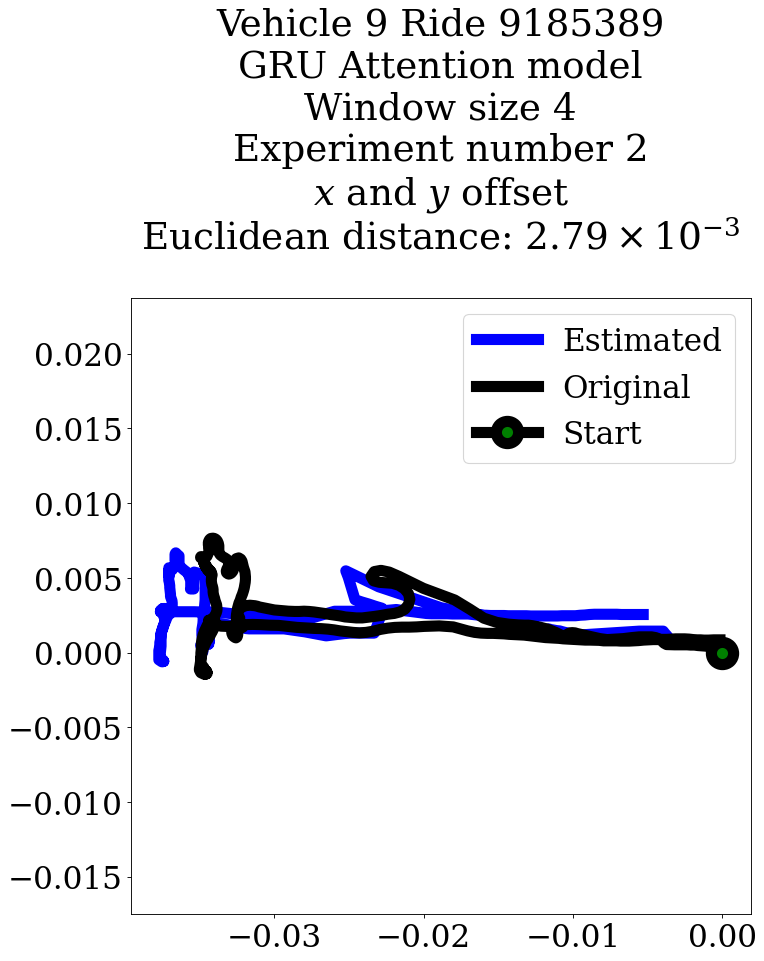 Vehicle 9 Ride 9185389
GRU Attention model
Window size 4
Experiment number 2
x and y offset
Euclidean distance: 2.79 × 10⁻³
Estimated
Original
Start
0.020
0.015
0.010
0.005
0.000
−0.005
−0.010
−0.015
−0.03 −0.02 −0.01 0.00